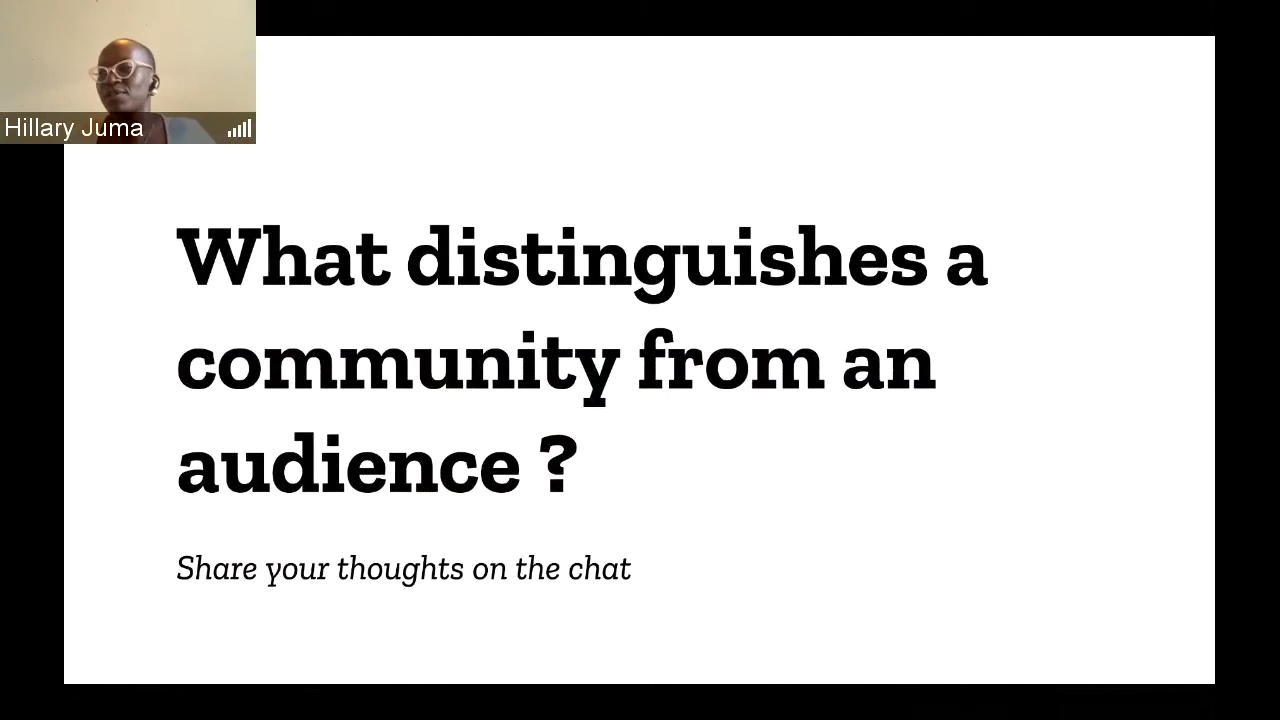 Hillary Juma
What distinguishes a
community from an
audience ?
Share your thoughts on the chat